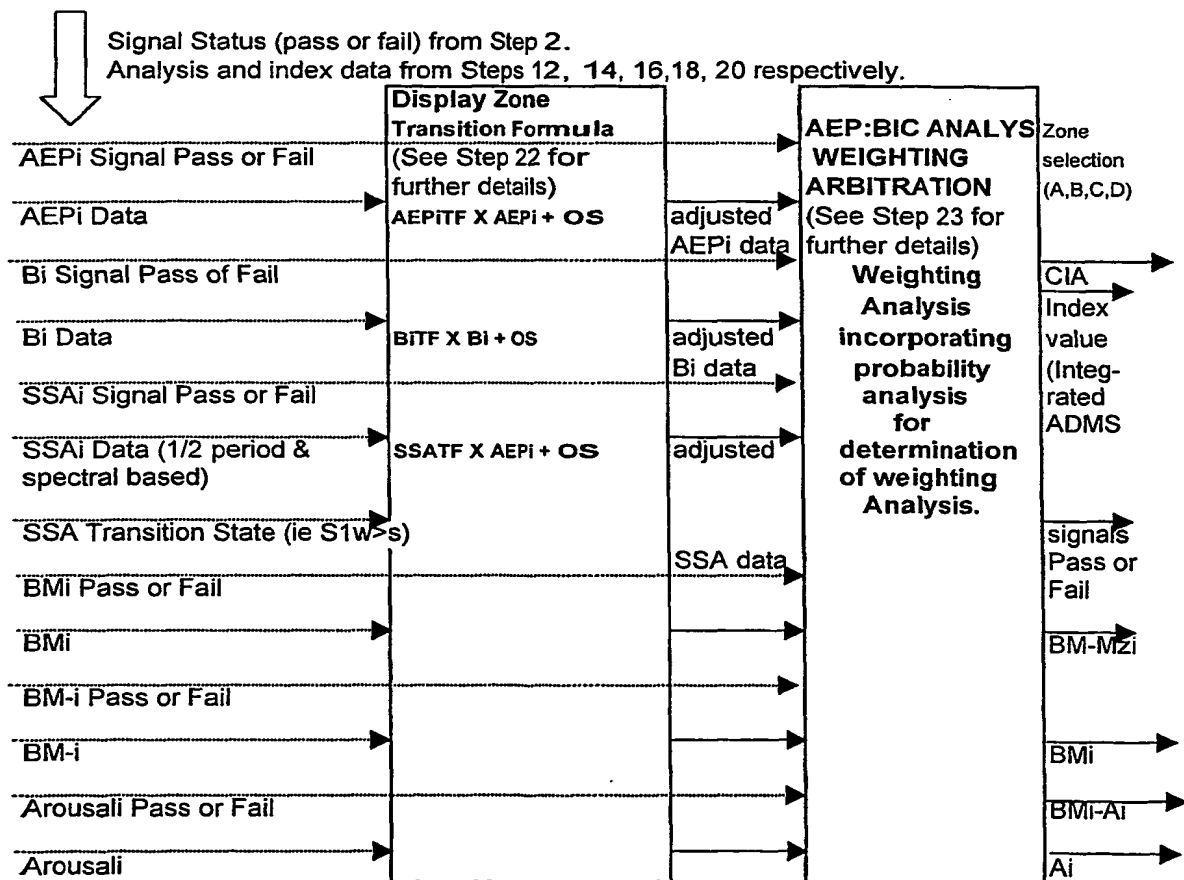 Signal Status (pass or fail) from Step 2.
Analysis and index data from Steps 12, 14, 16,18, 20 respectively.
Display Zone
Transition Formula
(See Step 22 for
further details)
AEPiTF X AEPi + OS
BiTF X Bi + OS
SSATF X AEPi + OS
AEPi Signal Pass or Fail
AEPi Data
Bi Signal Pass of Fail
Bi Data
SSAi Signal Pass or Fail
SSAi Data (1/2 period &
spectral based)
SSA Transition State (ie S1w>s)
BMi Pass or Fail
BMi
BM-i Pass or Fail
BM-i
Arousali Pass or Fail
Arousali
adjusted
AEPi data
adjusted
Bi data
adjusted
SSA data
AEP:BIC ANALYS
WEIGHTING
ARBITRATION
(See Step 23 for
further details)
Weighting
Analysis
incorporating
probability
analysis
for
determination
of weighting
Analysis.
Zone
selection
(A,B,C,D)
CIA
Index
value
(Integ-
rated
ADMS
signals
Pass or
Fail
BM-Mzi
BMi
BMi-Ai
Ai